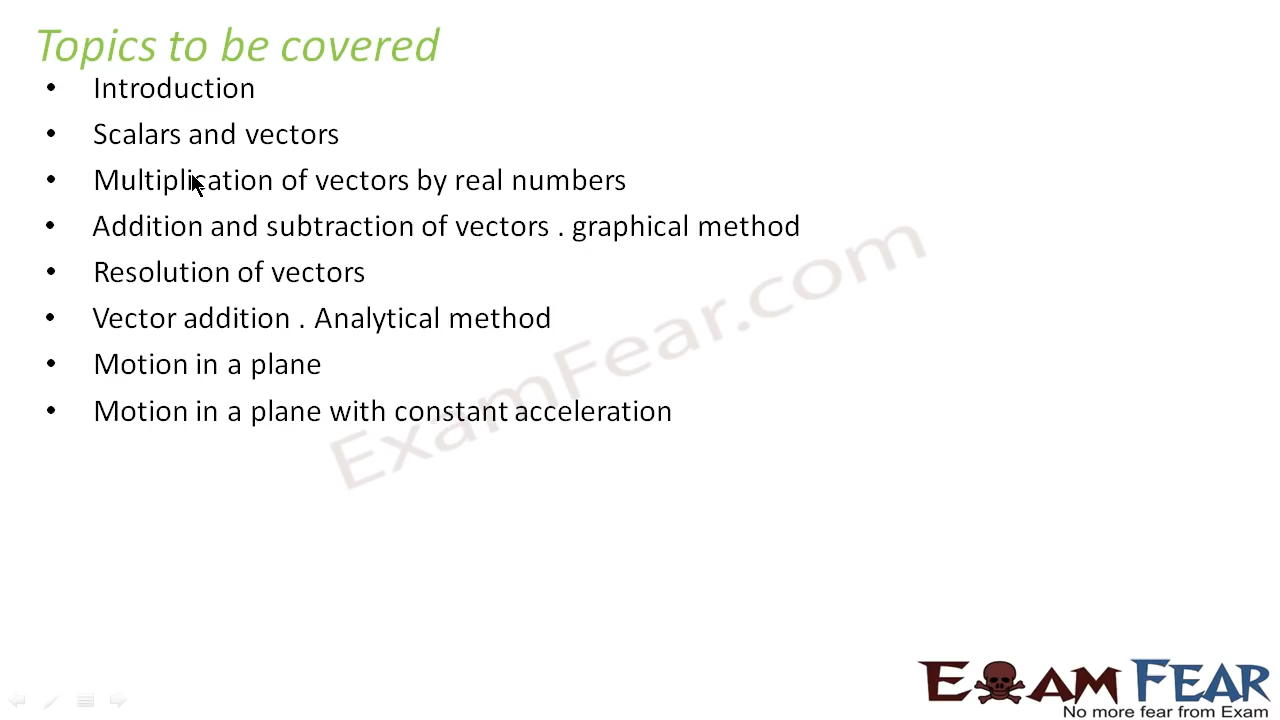 Topics to be covered
• Introduction
• Scalars and vectors
• Multiplication of vectors by real numbers
• Addition and subtraction of vectors . graphical method
• Resolution of vectors
• Vector addition . Analytical method
• Motion in a plane
• Motion in a plane with constant acceleration
ExamFear.com
EXAM FEAR
No more fear from Exam